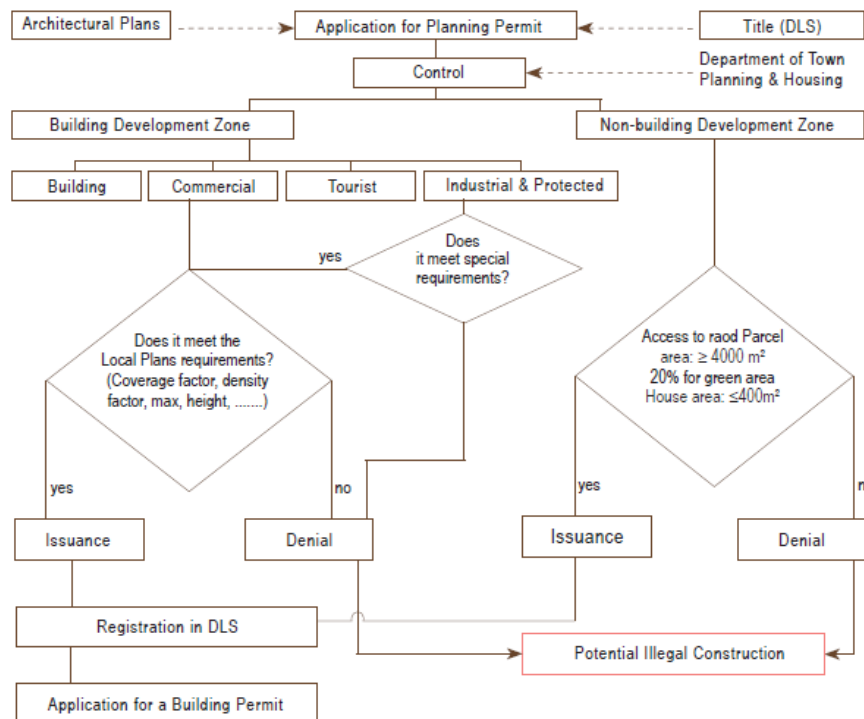 Architectural Plans
Application for Planning Permit
Title (DLS)
Control
Department of Town
Planning & Housing
Building Development Zone
Non-building Development Zone
Building
Commercial
Tourist
Industrial & Protected
yes
Does
it meet special
requirements?
Does it meet the
Local Plans requirements?
(Coverage factor, density
factor, max, height, .......)
Access to raod Parcel
area: ≥ 4000 m²
20% for green area
House area: ≤400m²
yes
no
yes
n
Issuance
Denial
Issuance
Denial
Registration in DLS
Potential Illegal Construction
Application for a Building Permit